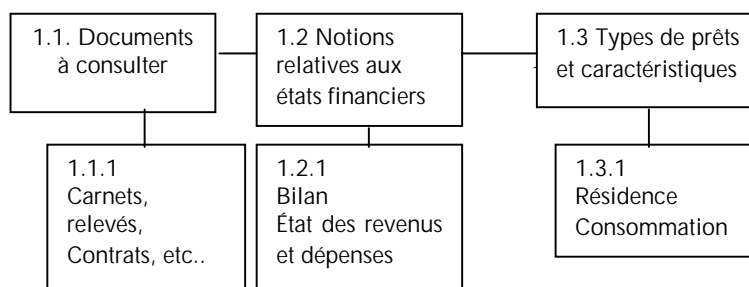 1.1. Documents
à consulter
1.2 Notions
relatives aux
états financiers
1.3 Types de prêts
et caractéristiques
1.1.1
Carnets,
relevés,
Contrats, etc..
1.2.1
Bilan
État des revenus
et dépenses
1.3.1
Résidence
Consommation